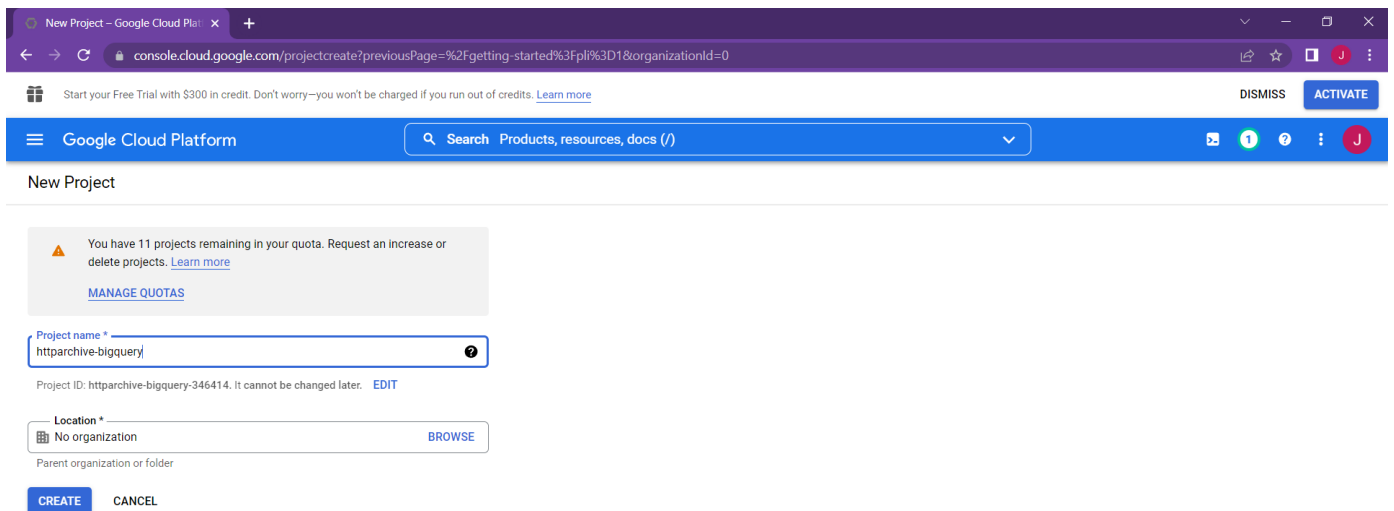 New Project – Google Cloud Plat
console.cloud.google.com/projectcreate?previousPage=%2Fgetting-started%3Fpli%3D1&organizationId=0
J
Start your Free Trial with $300 in credit. Don't worry—you won't be charged if you run out of credits. Learn more
DISMISS
ACTIVATE
Google Cloud Platform
Search Products, resources, docs (/)
1
J
New Project
You have 11 projects remaining in your quota. Request an increase or
delete projects. Learn more
MANAGE QUOTAS
Project name *
httparchive-bigquery
Project ID: httparchive-bigquery-346414. It cannot be changed later. EDIT
Location *
No organization
BROWSE
Parent organization or folder
CREATE
CANCEL